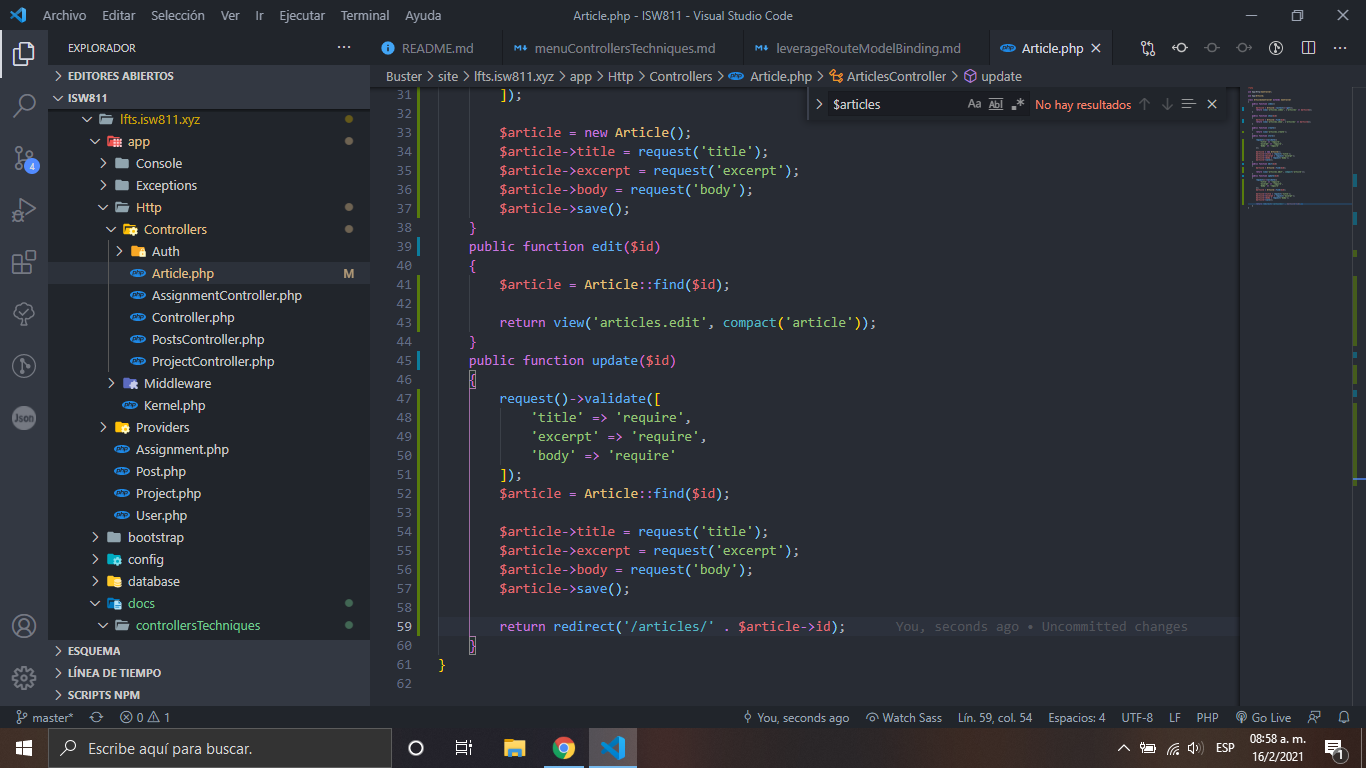 Archivo Editar Selección Ver Ir Ejecutar Terminal Ayuda
Article.php - ISW811 - Visual Studio Code
EXPLORADOR
README.md
menuControllersTechniques.md
leverageRouteModelBinding.md
Article.php
EDITORES ABIERTOS
ISW811
lfts.isw811.xyz
app
Console
Exceptions
Http
Controllers
Auth
Article.php M
AssignmentController.php
Controller.php
PostsController.php
ProjectController.php
Middleware
Kernel.php
Providers
Assignment.php
Post.php
Project.php
User.php
bootstrap
config
database
docs
controllersTechniques
ESQUEMA
LÍNEA DE TIEMPO
SCRIPTS NPM
4
Json
Buster > site > lfts.isw811.xyz > app > Http > Controllers > Article.php > ArticlesController > update
$articles Aa Abl .* No hay resultados
31 ]);
32
33 $article = new Article();
34 $article->title = request('title');
35 $article->excerpt = request('excerpt');
36 $article->body = request('body');
37 $article->save();
38 }
39 public function edit($id)
40 {
41 $article = Article::find($id);
42
43 return view('articles.edit', compact('article'));
44 }
45 public function update($id)
46 {
47 request()->validate([
48 'title' => 'require',
49 'excerpt' => 'require',
50 'body' => 'require'
51 ]);
52 $article = Article::find($id);
53
54 $article->title = request('title');
55 $article->excerpt = request('excerpt');
56 $article->body = request('body');
57 $article->save();
58
59 return redirect('/articles/' . $article->id); You, seconds ago • Uncommitted changes
60 }
61 }
62
master* 0 1 You, seconds ago Watch Sass Lín. 59, col. 54 Espacios: 4 UTF-8 LF PHP Go Live
Escribe aquí para buscar.
ESP
08:58 a. m.
16/2/2021
1